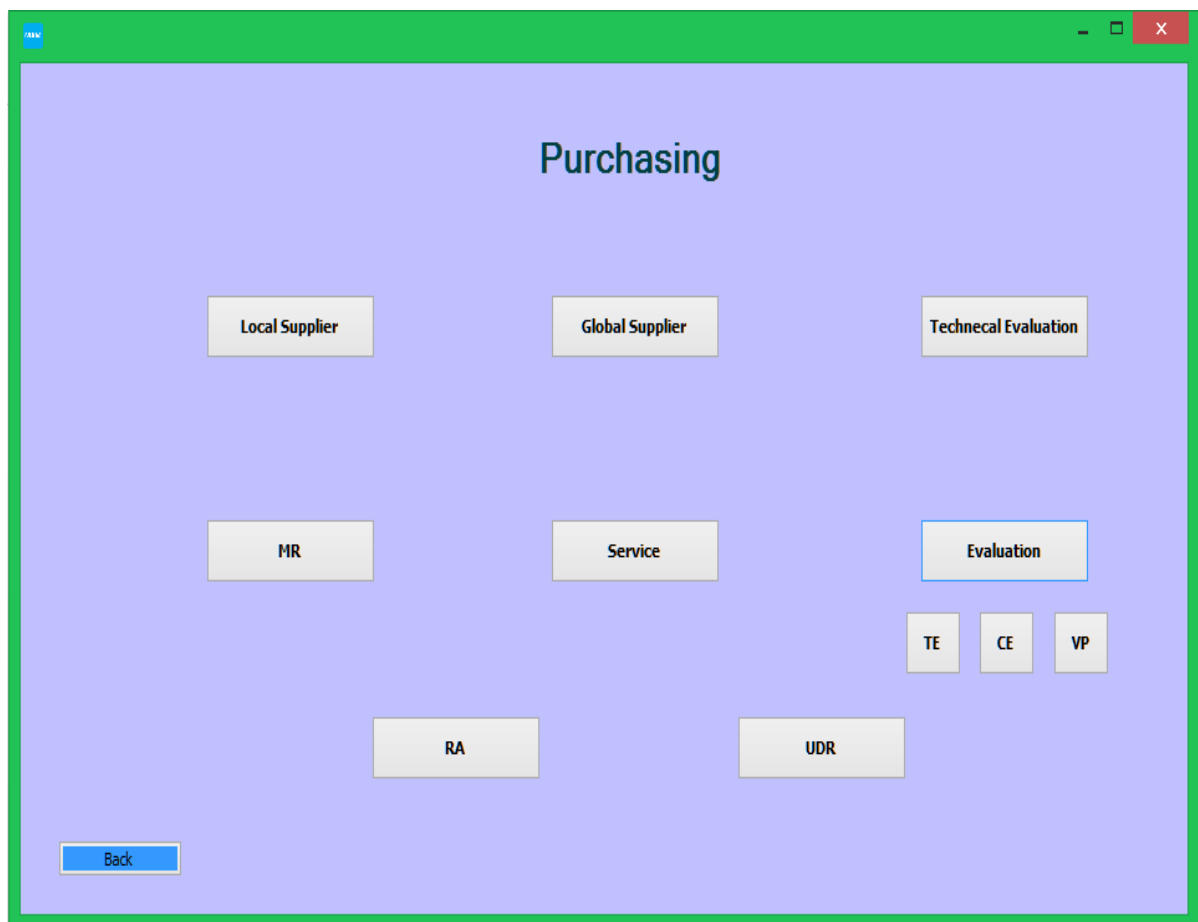 X
Purchasing
Local Supplier
Global Supplier
Technecal Evaluation
MR
Service
Evaluation
TE
CE
VP
RA
UDR
Back